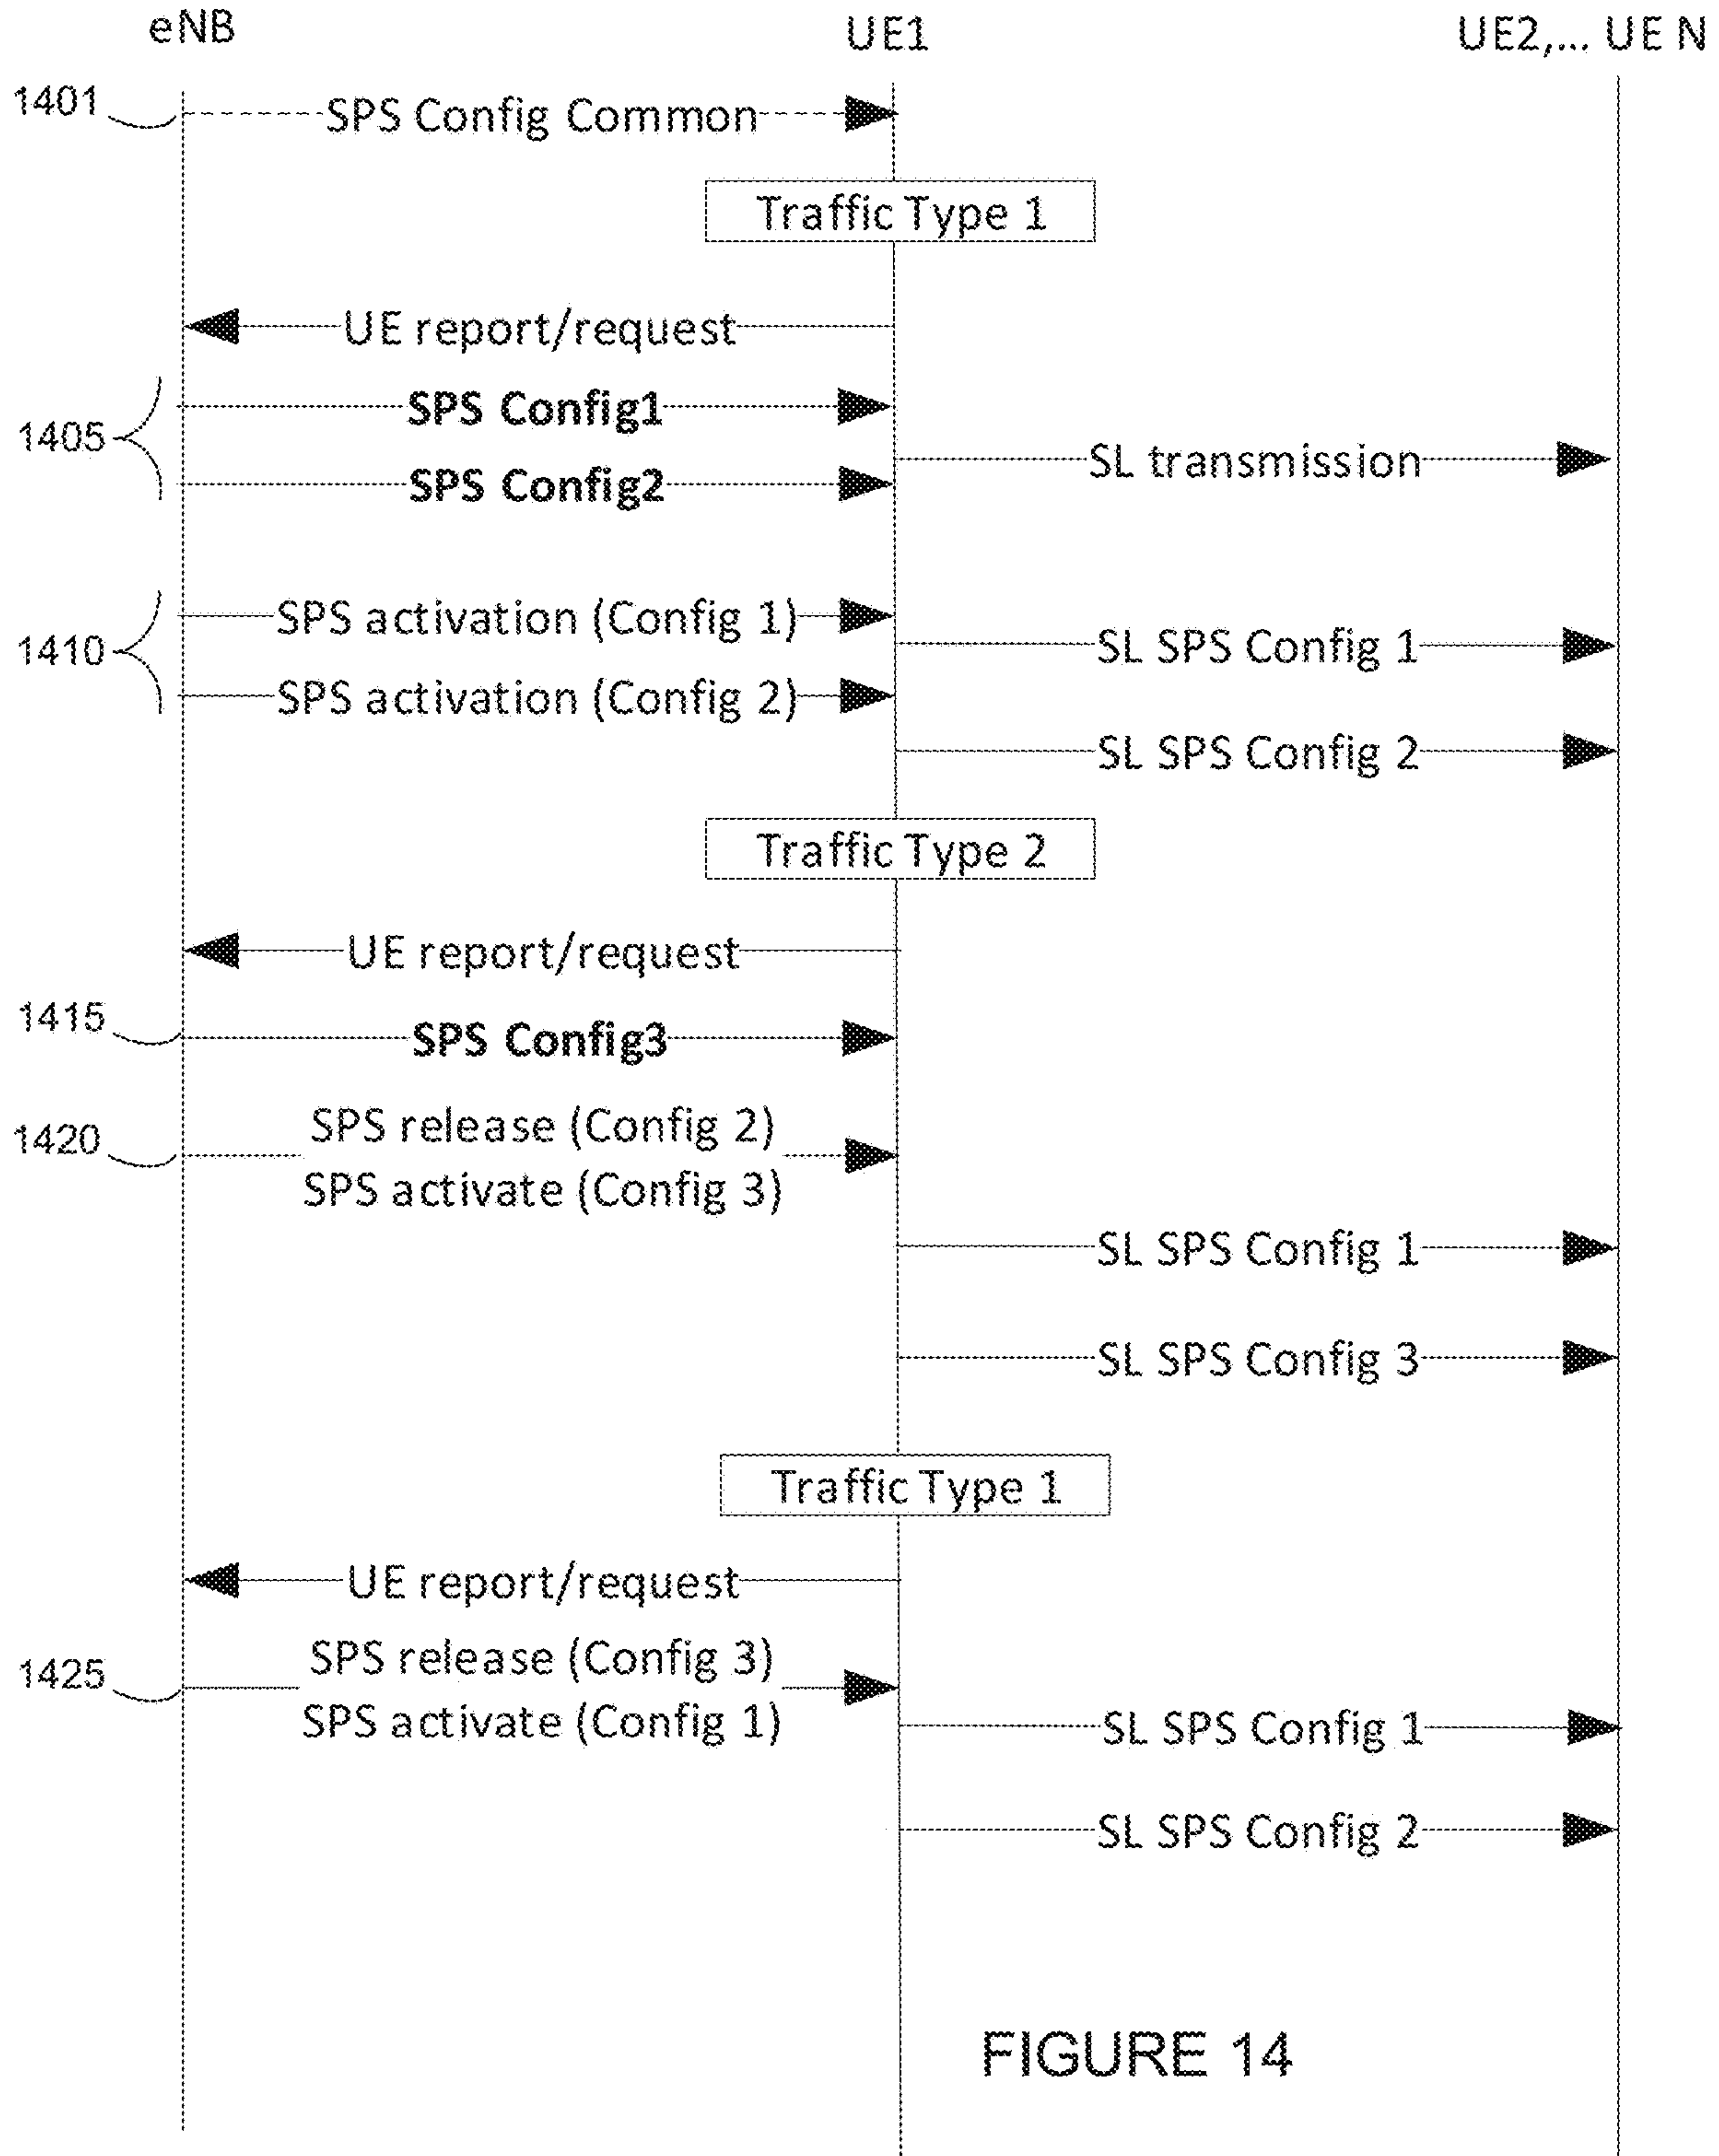 eNB
UE1
UE2,... UE N
1401
SPS Config Common
Traffic Type 1
UE report/request
SPS Config1
1405
SL transmission
SPS Config2
SPS activation (Config 1)
1410
SL SPS Config 1
SPS activation (Config 2)
SL SPS Config 2
Traffic Type 2
UE report/request
1415
SPS Config3
SPS release (Config 2)
1420
SPS activate (Config 3)
SL SPS Config 1
SL SPS Config 3
Traffic Type 1
UE report/request
SPS release (Config 3)
1425
SPS activate (Config 1)
SL SPS Config 1
SL SPS Config 2
FIGURE 14